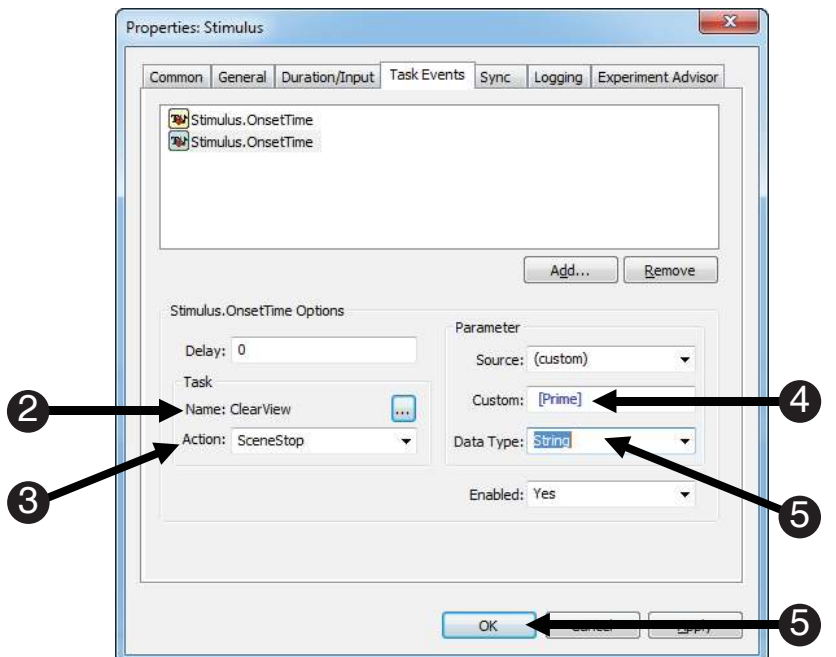 Properties: Stimulus
Common General Duration/Input Task Events Sync Logging Experiment Advisor
Stimulus.OnsetTime
Stimulus.OnsetTime
Add... Remove
Stimulus.OnsetTime Options
Delay: 0
Task
Name: ClearView ...
Action: SceneStop
Parameter
Source: (custom)
Custom: [Prime]
Data Type: String
Enabled: Yes
OK
2
3
4
5
5